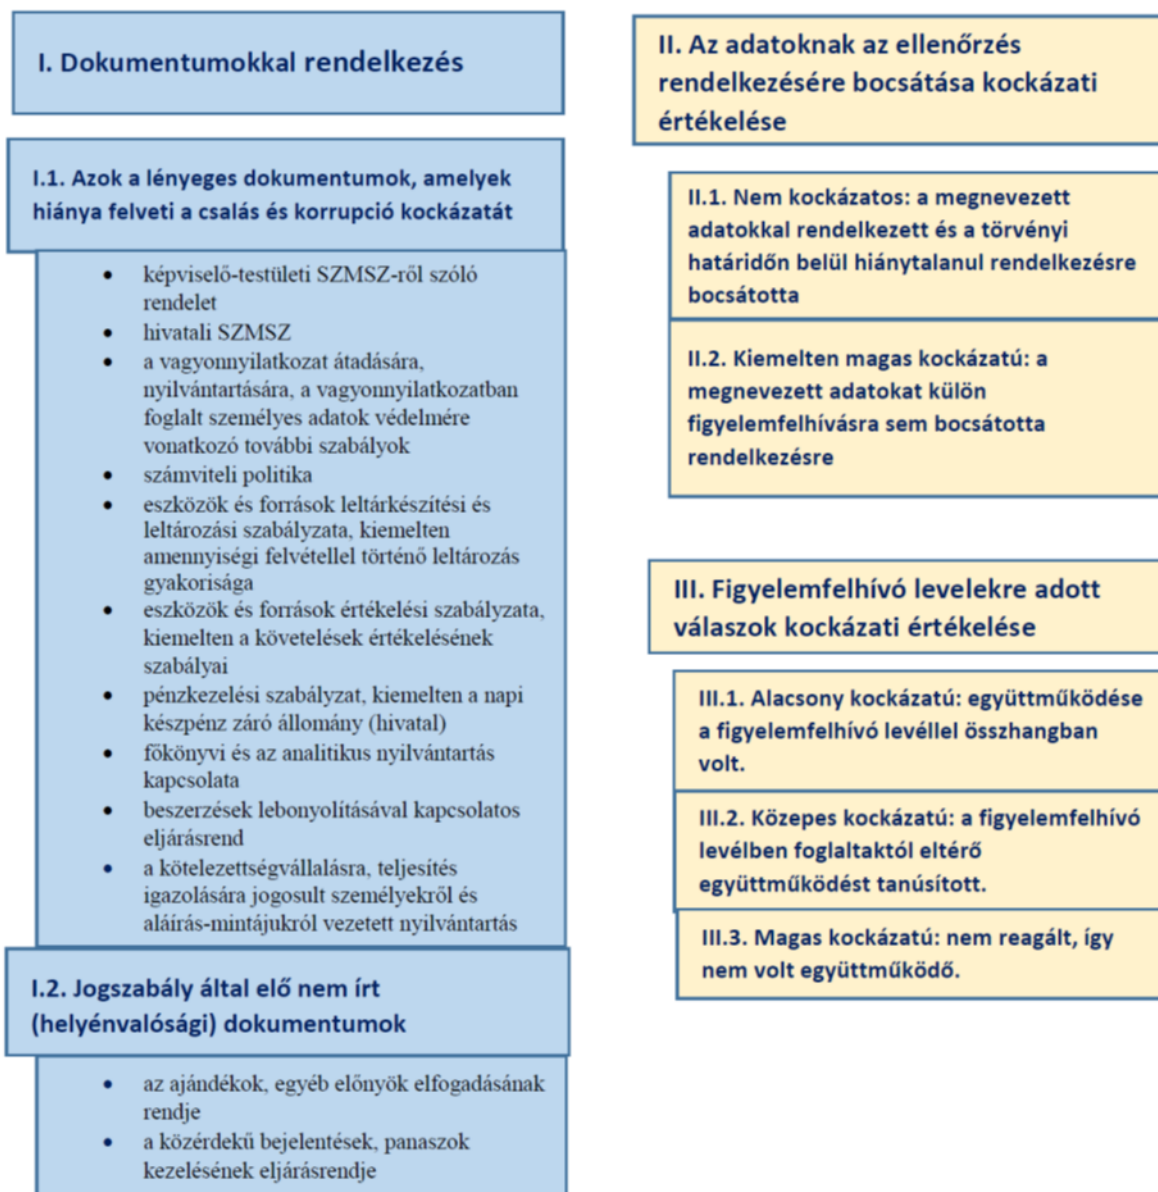 I. Dokumentumokkal rendelkezés
I.1. Azok a lényeges dokumentumok, amelyek
hiánya felveti a csalás és korrupció kockázatát
• képviselő-testületi SZMSZ-ről szóló
rendelet
• hivatali SZMSZ
• a vagyonnyilatkozat átadására,
nyilvántartására, a vagyonnyilatkozatban
foglalt személyes adatok védelmére
vonatkozó további szabályok
• számviteli politika
• eszközök és források leltárkészítési és
leltározási szabályzata, kiemelten
amennyiségi felvétellel történő leltározás
gyakorisága
• eszközök és források értékelési szabályzata,
kiemelten a követelések értékelésének
szabályai
• pénzkezelési szabályzat, kiemelten a napi
készpénz záró állomány (hivatal)
• főkönyvi és az analitikus nyilvántartás
kapcsolata
• beszerzések lebonyolításával kapcsolatos
eljárásrend
• a kötelezettségvállalásra, teljesítés
igazolására jogosult személyekről és
aláírás-mintájukról vezetett nyilvántartás
I.2. Jogszabály által elő nem írt
(helyénvalósági) dokumentumok
• az ajándékok, egyéb előnyök elfogadásának
rendje
• a közérdekű bejelentések, panaszok
kezelésének eljárásrendje
II. Az adatoknak az ellenőrzés
rendelkezésére bocsátása kockázati
értékelése
II.1. Nem kockázatos: a megnevezett
adatokkal rendelkezett és a törvényi
határidőn belül hiánytalanul rendelkezésre
bocsátotta
II.2. Kiemelten magas kockázatú: a
megnevezett adatokat külön
figyelemfelhívásra sem bocsátotta
rendelkezésre
III. Figyelemfelhívó levelekre adott
válaszok kockázati értékelése
III.1. Alacsony kockázatú: együttműködése
a figyelemfelhívó levéllel összhangban
volt.
III.2. Közepes kockázatú: a figyelemfelhívó
levélben foglaltaktól eltérő
együttműködést tanúsított.
III.3. Magas kockázatú: nem reagált, így
nem volt együttműködő.